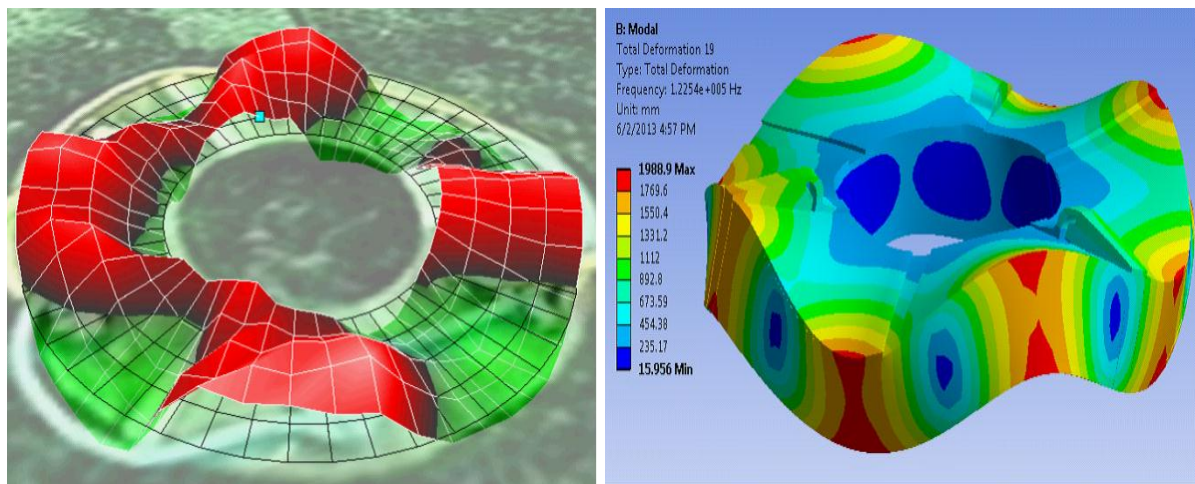 B: Modal
Total Deformation 19
Type: Total Deformation
Frequency: 1.2254e+005 Hz
Unit: mm
6/2/2013 4:57 PM
1988.9 Max
1769.6
1550.4
1331.2
1112
892.8
673.59
454.38
235.17
15.956 Min